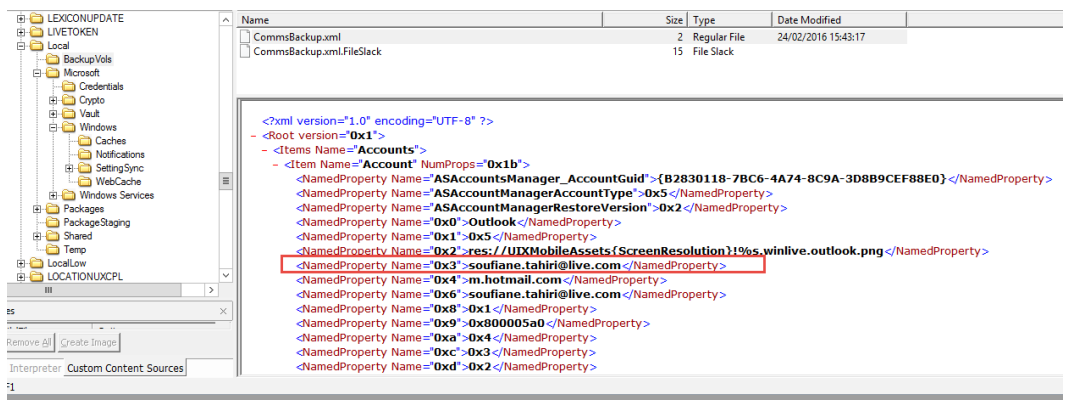 LEXICONUPDATE
LIVETOKEN
Local
BackupVols
Microsoft
Credentials
Crypto
Vault
Windows
Caches
Notifications
SettingSync
WebCache
Windows Services
Packages
PackageStaging
Shared
Temp
LocalLow
LOCATIONUXCPL
es
Remove All Create Image
Interpreter Custom Content Sources
F1
Name Size Type Date Modified
CommsBackup.xml 2 Regular File 24/02/2016 15:43:17
CommsBackup.xml.FileSlack 15 File Slack
<?xml version="1.0" encoding="UTF-8" ?>
- <Root version="0x1">
- <Items Name="Accounts">
- <Item Name="Account" NumProps="0x1b">
<NamedProperty Name="ASAccountsManager_AccountGuid">{B2830118-7BC6-4A74-8C9A-3D8B9CEF88E0}</NamedProperty>
<NamedProperty Name="ASAccountManagerAccountType">0x5</NamedProperty>
<NamedProperty Name="ASAccountManagerRestoreVersion">0x2</NamedProperty>
<NamedProperty Name="0x0">Outlook</NamedProperty>
<NamedProperty Name="0x1">0x5</NamedProperty>
<NamedProperty Name="0x2">res://UIXMobileAssets{ScreenResolution}!%s.winlive.outlook.png</NamedProperty>
<NamedProperty Name="0x3">soufiane.tahiri@live.com</NamedProperty>
<NamedProperty Name="0x4">m.hotmail.com</NamedProperty>
<NamedProperty Name="0x6">soufiane.tahiri@live.com</NamedProperty>
<NamedProperty Name="0x8">0x1</NamedProperty>
<NamedProperty Name="0x9">0x800005a0</NamedProperty>
<NamedProperty Name="0xa">0x4</NamedProperty>
<NamedProperty Name="0xc">0x3</NamedProperty>
<NamedProperty Name="0xd">0x2</NamedProperty>